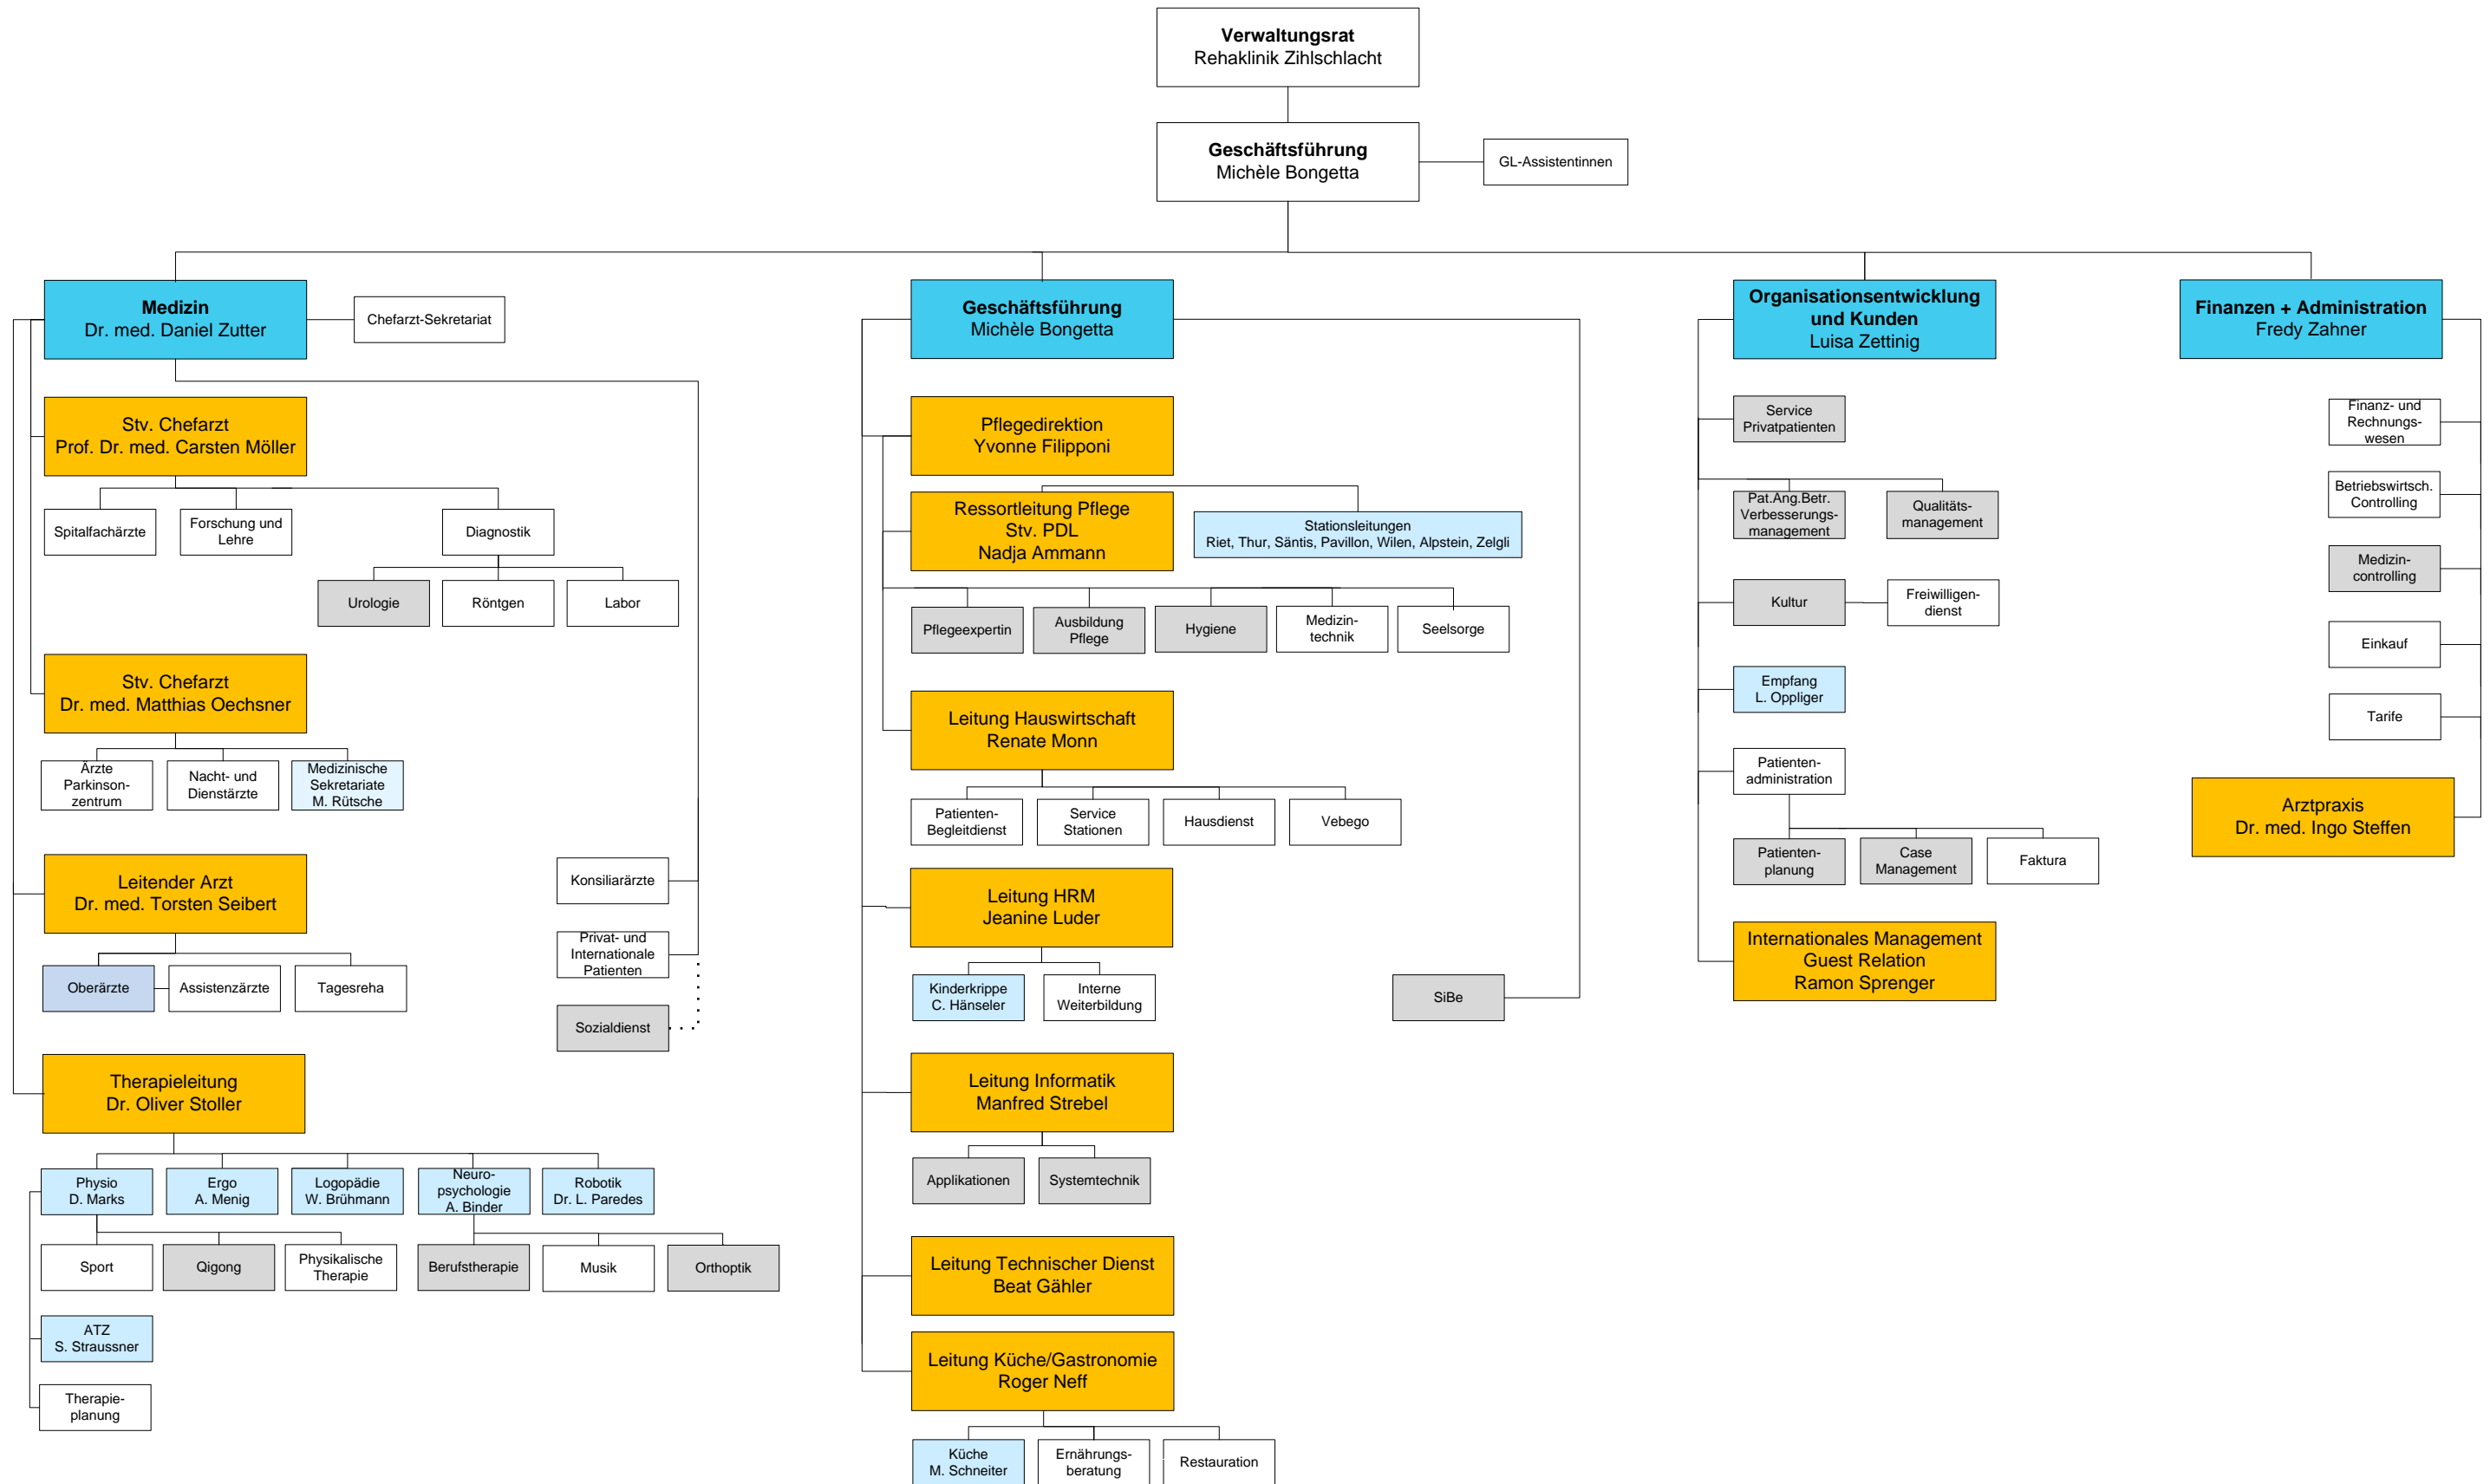 Verwaltungsrat
Rehaklinik Zihlschlacht
Geschäftsführung
Michèle Bongetta
GL-Assistentinnen
Medizin
Dr. med. Daniel Zutter
Chefarzt-Sekretariat
Stv. Chefarzt
Prof. Dr. med. Carsten Möller
Spitalfachärzte
Forschung und
Lehre
Diagnostik
Urologie
Röntgen
Labor
Stv. Chefarzt
Dr. med. Matthias Oechsner
Ärzte
Parkinson-
zentrum
Nacht- und
Dienstärzte
Medizinische
Sekretariate
M. Rütsche
Leitender Arzt
Dr. med. Torsten Seibert
Oberärzte
Assistenzärzte
Tagesreha
Konsiliarärzte
Privat- und
Internationale
Patienten
Sozialdienst
Therapieleitung
Dr. Oliver Stoller
Physio
D. Marks
Ergo
A. Menig
Logopädie
W. Brühmann
Neuro-
psychologie
A. Binder
Robotik
Dr. L. Paredes
Sport
Qigong
Physikalische
Therapie
Berufstherapie
Musik
Orthoptik
ATZ
S. Straussner
Therapie-
planung
Geschäftsführung
Michèle Bongetta
Pflegedirektion
Yvonne Filipponi
Ressortleitung Pflege
Stv. PDL
Nadja Ammann
Stationsleitungen
Riet, Thur, Säntis, Pavillon, Wilen, Alpstein, Zelgli
Pflegeexpertin
Ausbildung
Pflege
Hygiene
Medizin-
technik
Seelsorge
Leitung Hauswirtschaft
Renate Monn
Patienten-
Begleitdienst
Service
Stationen
Hausdienst
Vebego
Leitung HRM
Jeanine Luder
Kinderkrippe
C. Hänseler
Interne
Weiterbildung
SiBe
Leitung Informatik
Manfred Strebel
Applikationen
Systemtechnik
Leitung Technischer Dienst
Beat Gähler
Leitung Küche/Gastronomie
Roger Neff
Küche
M. Schneiter
Ernährungs-
beratung
Restauration
Organisationsentwicklung
und Kunden
Luisa Zettinig
Service
Privatpatienten
Pat.Ang.Betr.
Verbesserungs-
management
Qualitäts-
management
Kultur
Freiwilligen-
dienst
Empfang
L. Oppliger
Patienten-
administration
Patienten-
planung
Case
Management
Faktura
Internationales Management
Guest Relation
Ramon Sprenger
Finanzen + Administration
Fredy Zahner
Finanz- und
Rechnungs-
wesen
Betriebswirtsch.
Controlling
Medizin-
controlling
Einkauf
Tarife
Arztpraxis
Dr. med. Ingo Steffen